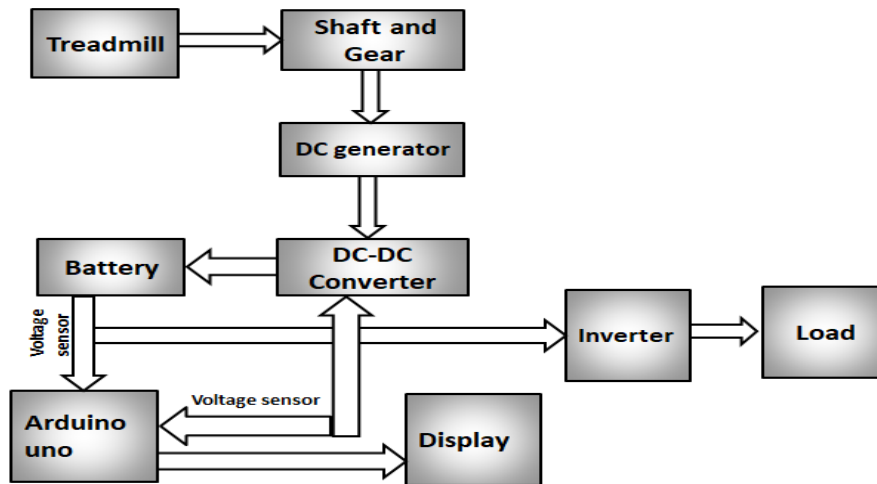 Treadmill
Shaft and
Gear
DC generator
Battery
DC-DC
Converter
Voltage
sensor
Inverter
Load
Voltage sensor
Arduino
uno
Display